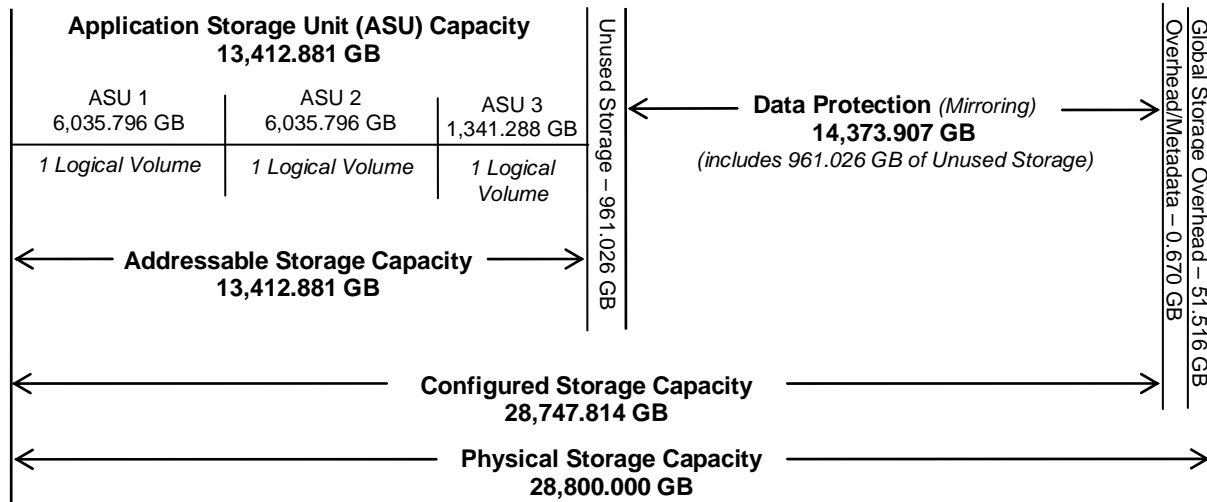 Application Storage Unit (ASU) Capacity
13,412.881 GB
ASU 1
6,035.796 GB
ASU 2
6,035.796 GB
ASU 3
1,341.288 GB
1 Logical Volume
1 Logical Volume
1 Logical
Volume
Addressable Storage Capacity
13,412.881 GB
Unused Storage – 961.026 GB
Data Protection (Mirroring)
14,373.907 GB
(includes 961.026 GB of Unused Storage)
Overhead/Metadata – 0.670 GB
Global Storage Overhead – 51.516 GB
Configured Storage Capacity
28,747.814 GB
Physical Storage Capacity
28,800.000 GB